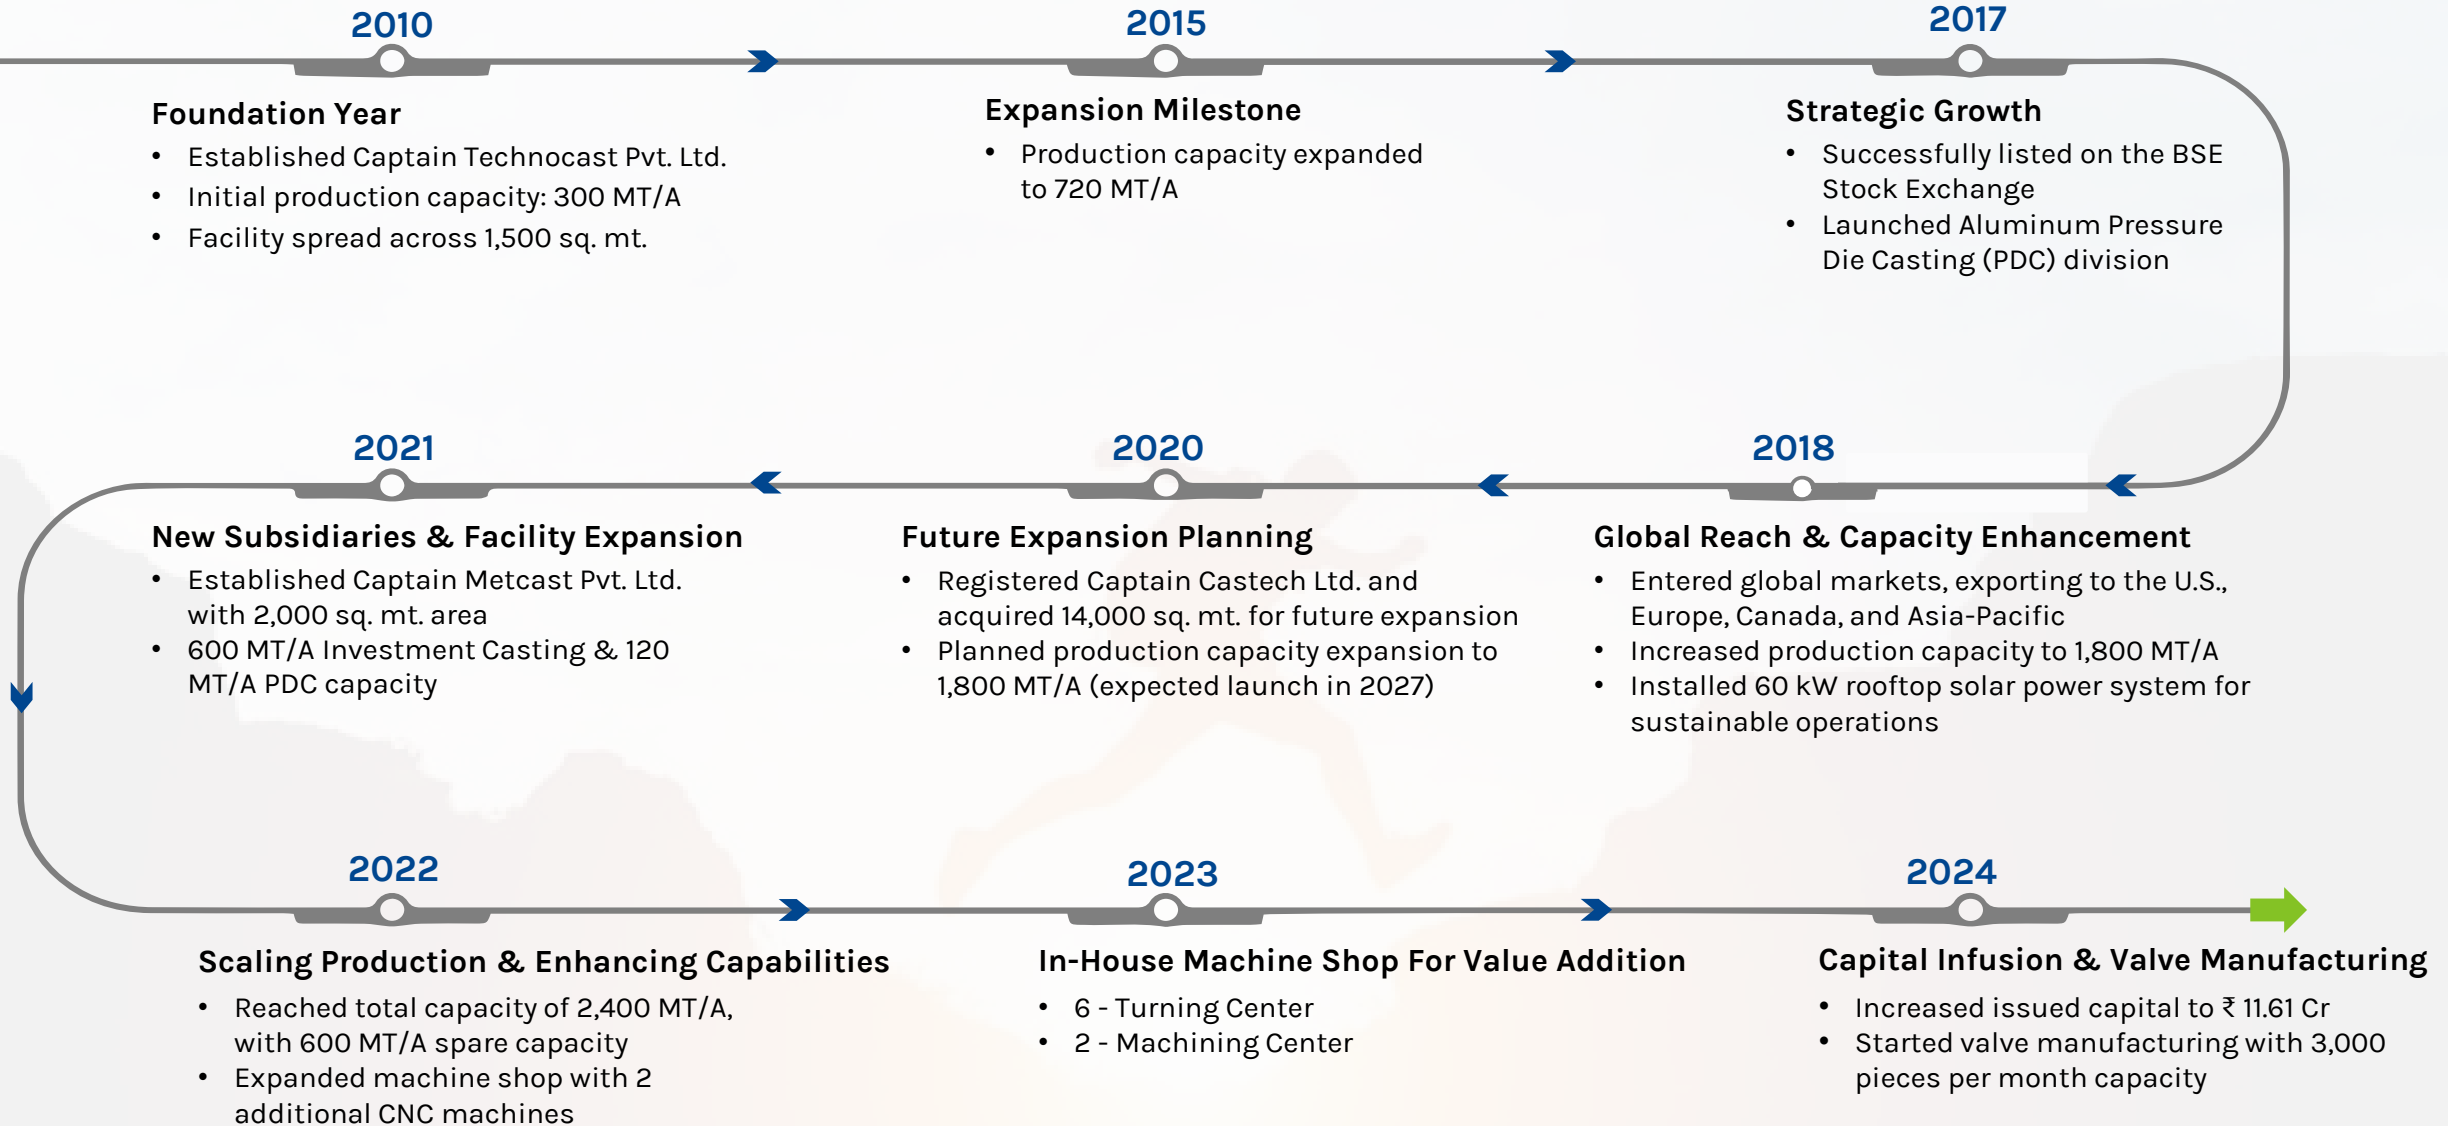 2010
Foundation Year
• Established Captain Technocast Pvt. Ltd.
• Initial production capacity: 300 MT/A
• Facility spread across 1,500 sq. mt.
2015
Expansion Milestone
• Production capacity expanded
to 720 MT/A
2017
Strategic Growth
• Successfully listed on the BSE
Stock Exchange
• Launched Aluminum Pressure
Die Casting (PDC) division
2018
Global Reach & Capacity Enhancement
• Entered global markets, exporting to the U.S.,
Europe, Canada, and Asia-Pacific
• Increased production capacity to 1,800 MT/A
• Installed 60 kW rooftop solar power system for
sustainable operations
2020
Future Expansion Planning
• Registered Captain Castech Ltd. and
acquired 14,000 sq. mt. for future expansion
• Planned production capacity expansion to
1,800 MT/A (expected launch in 2027)
2021
New Subsidiaries & Facility Expansion
• Established Captain Metcast Pvt. Ltd.
with 2,000 sq. mt. area
• 600 MT/A Investment Casting & 120
MT/A PDC capacity
2022
Scaling Production & Enhancing Capabilities
• Reached total capacity of 2,400 MT/A,
with 600 MT/A spare capacity
• Expanded machine shop with 2
additional CNC machines
2023
In-House Machine Shop For Value Addition
• 6 - Turning Center
• 2 - Machining Center
2024
Capital Infusion & Valve Manufacturing
• Increased issued capital to ₹ 11.61 Cr
• Started valve manufacturing with 3,000
pieces per month capacity